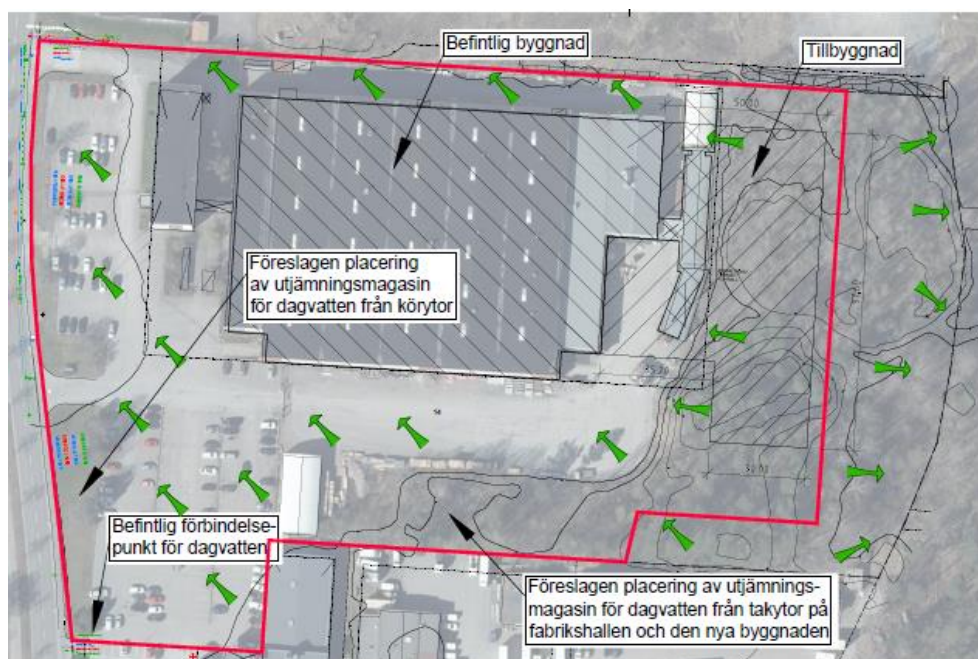 Befintlig byggnad
Tillbyggnad
Föreslagen placering
av utjämningsmagasin
för dagvatten från körytor
Befintlig förbindelse-
punkt för dagvatten
Föreslagen placering av utjämnings-
magasin för dagvatten från takytor på
fabrikshallen och den nya byggnaden